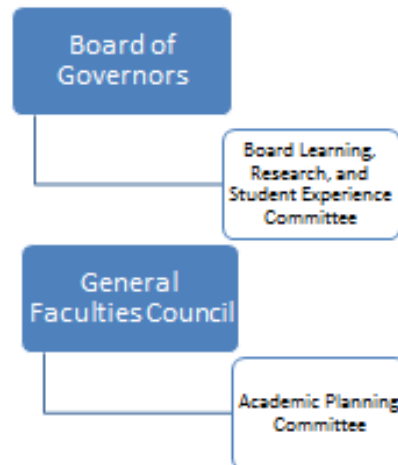 Board of
Governors
Board Learning,
Research, and
Student Experience
Committee
General
Faculties Council
Academic Planning
Committee